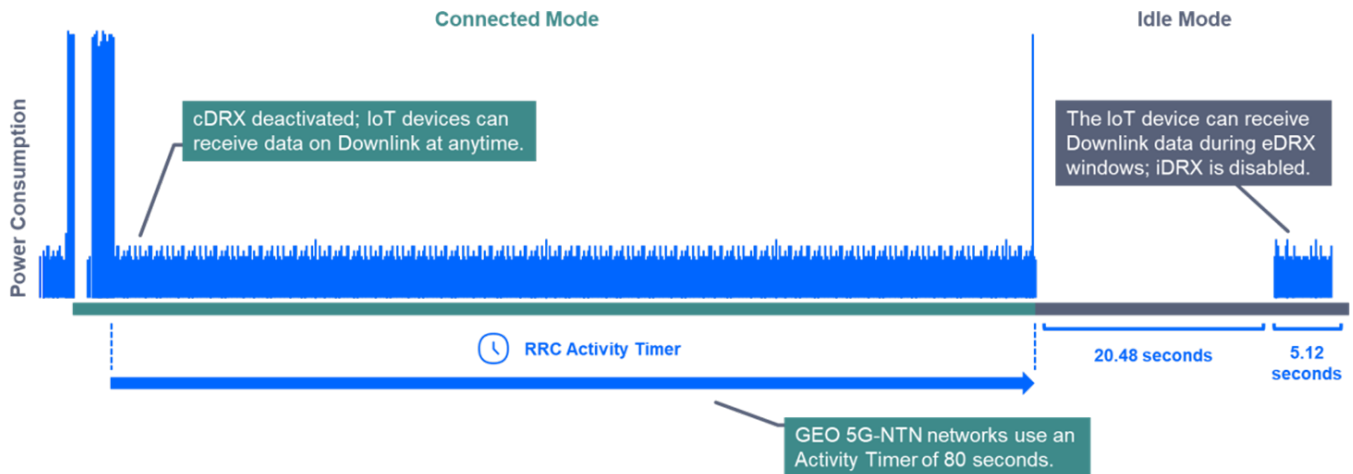 Connected Mode
Idle Mode
Power Consumption
cDRX deactivated; IoT devices can
receive data on Downlink at anytime.
The IoT device can receive
Downlink data during eDRX
windows; iDRX is disabled.
RRC Activity Timer
20.48 seconds
5.12
seconds
GEO 5G-NTN networks use an
Activity Timer of 80 seconds.